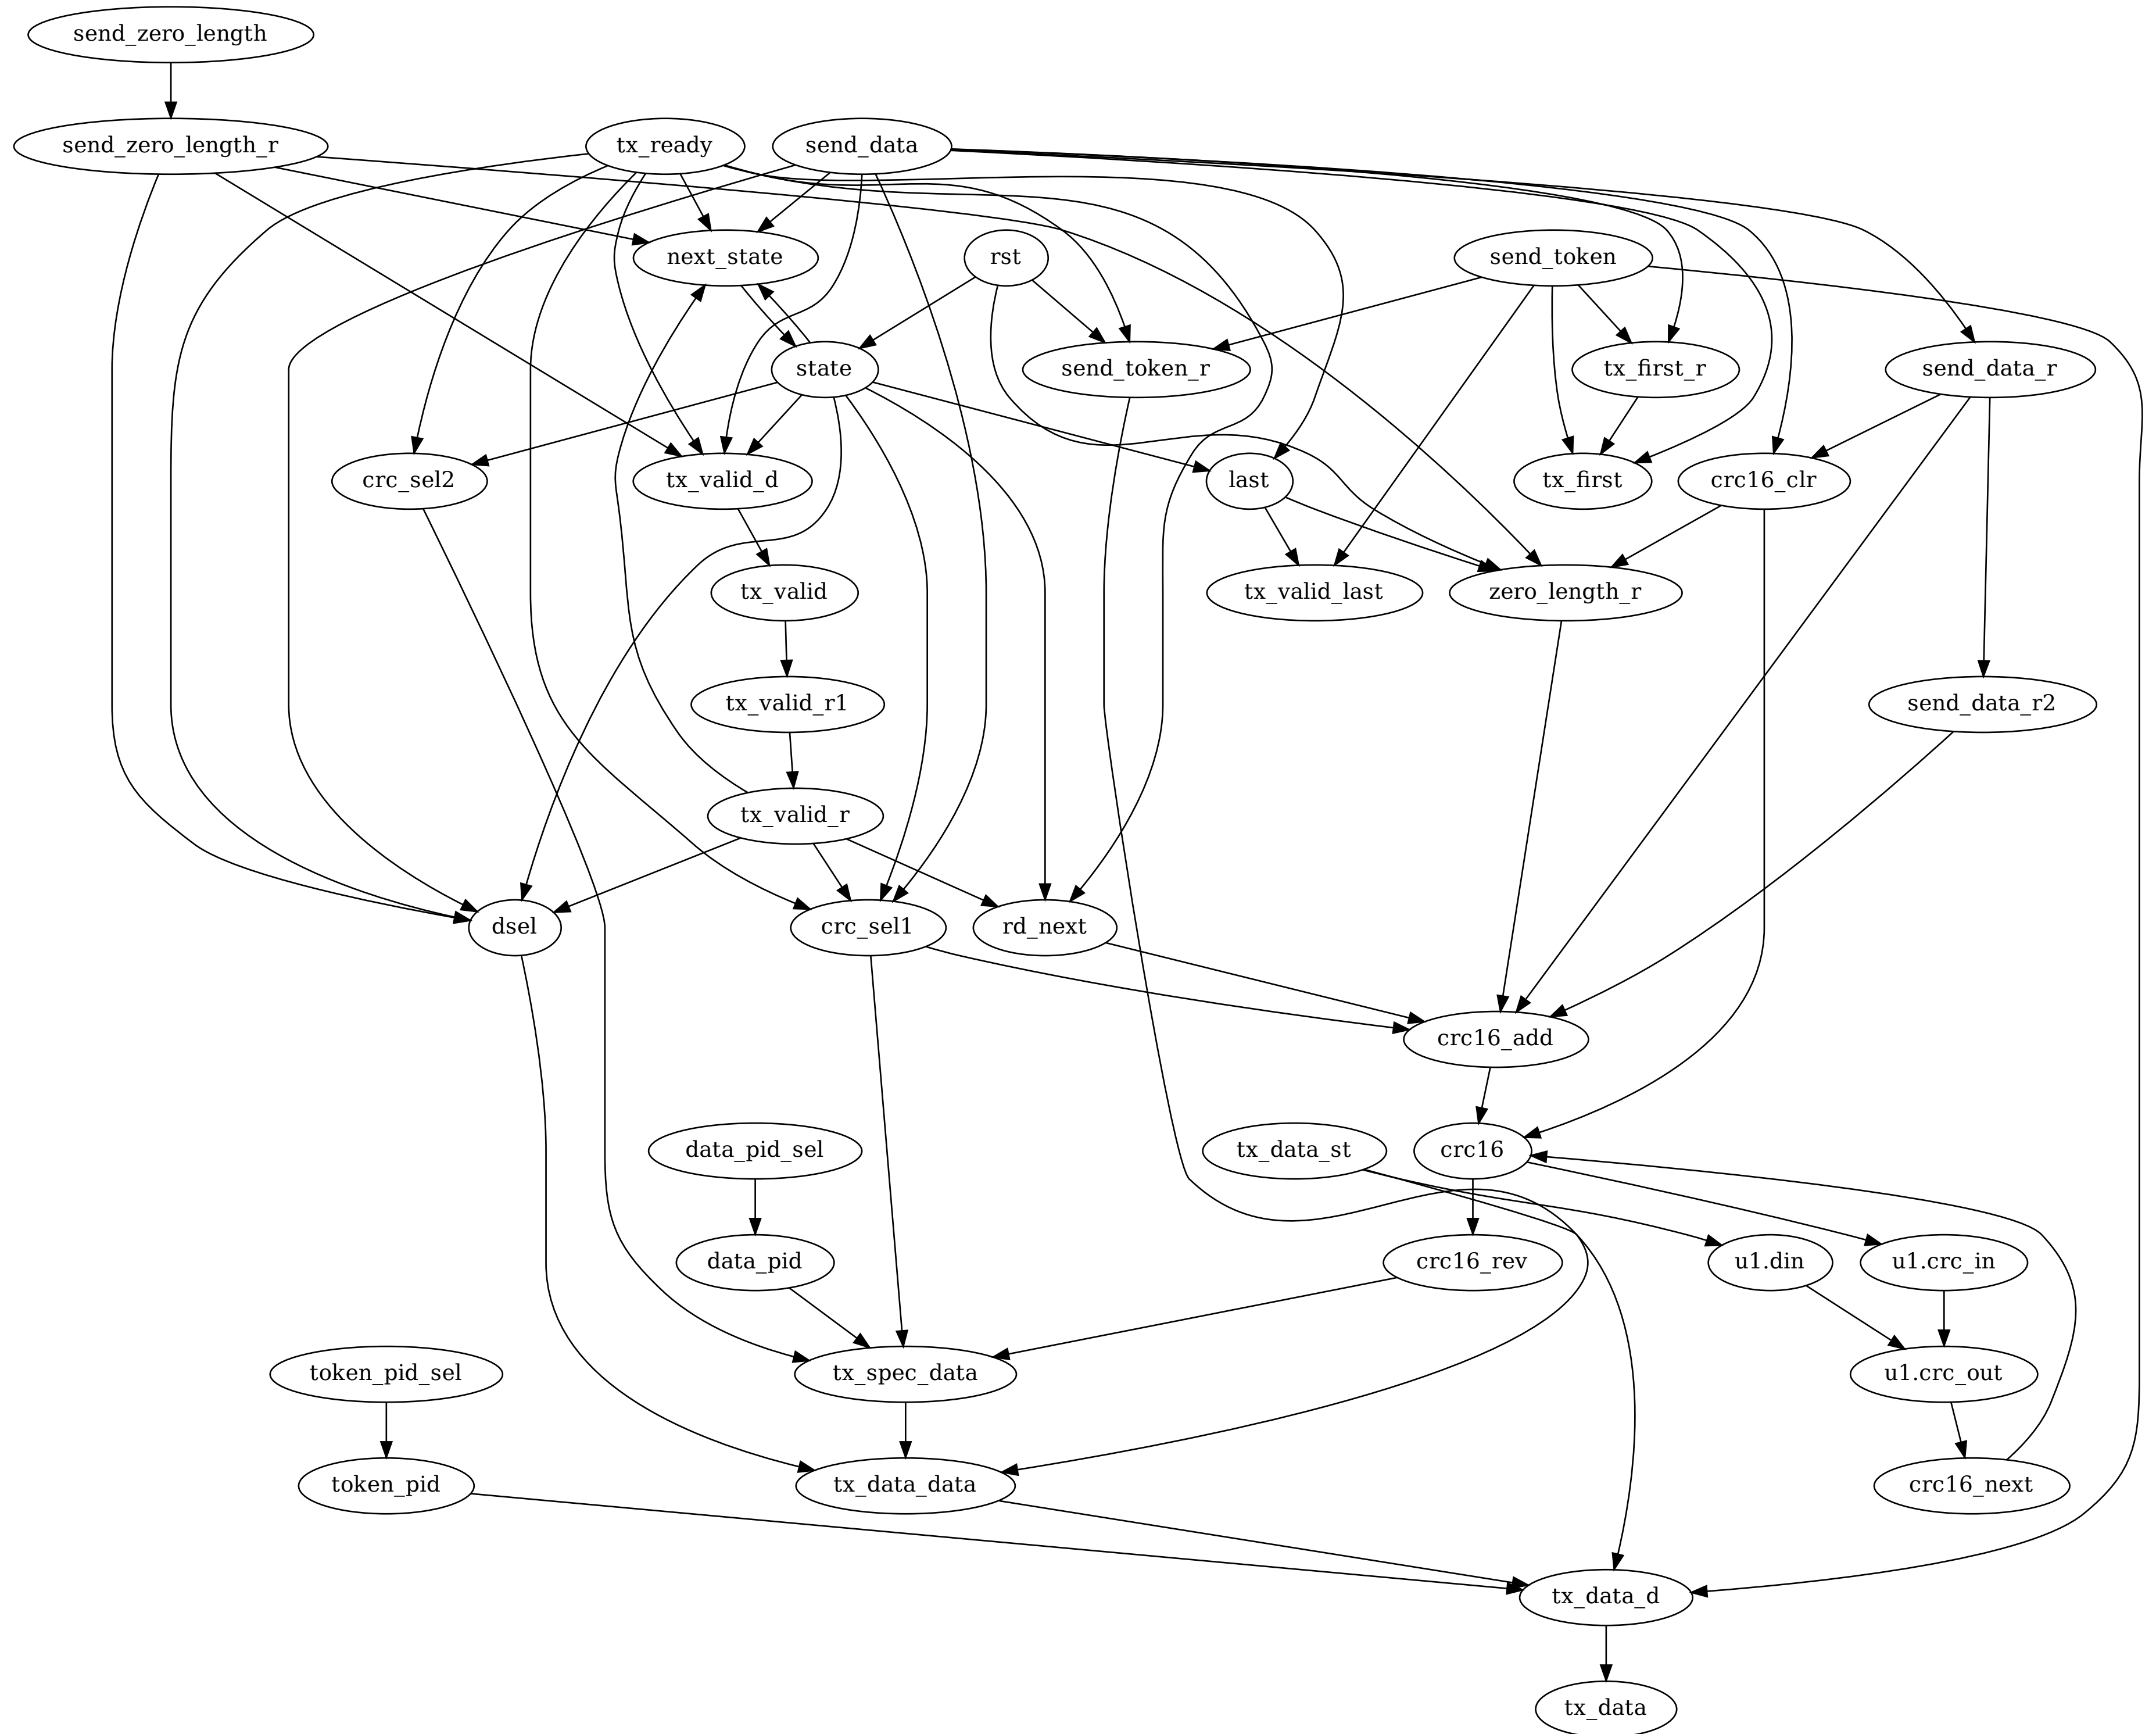 send_zero_length
send_zero_length_r
tx_ready
send_data
next_state
rst
send_token
state
send_token_r
tx_first_r
send_data_r
crc_sel2
tx_valid_d
last
tx_first
crc16_clr
tx_valid
tx_valid_last
zero_length_r
tx_valid_r1
send_data_r2
tx_valid_r
dsel
crc_sel1
rd_next
crc16_add
data_pid_sel
tx_data_st
crc16
data_pid
crc16_rev
u1.din
u1.crc_in
token_pid_sel
tx_spec_data
u1.crc_out
token_pid
tx_data_data
crc16_next
tx_data_d
tx_data